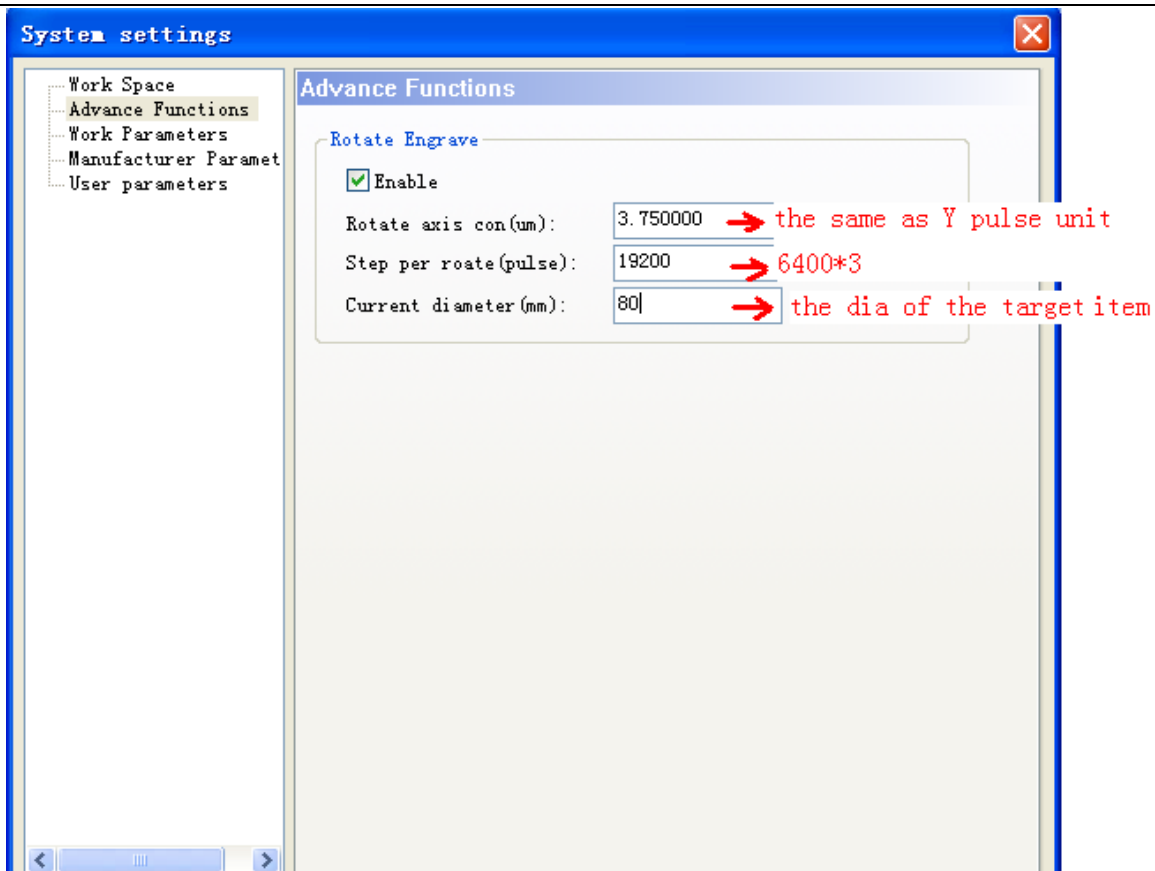 System settings
Work Space
Advance Functions
Work Parameters
Manufacturer Paramet
User parameters
Advance Functions
Rotate Engrave
Enable
Rotate axis con(um): 3.750000 the same as Y pulse unit
Step per roate(pulse): 19200 6400*3
Current diameter(mm): 80 the dia of the target item